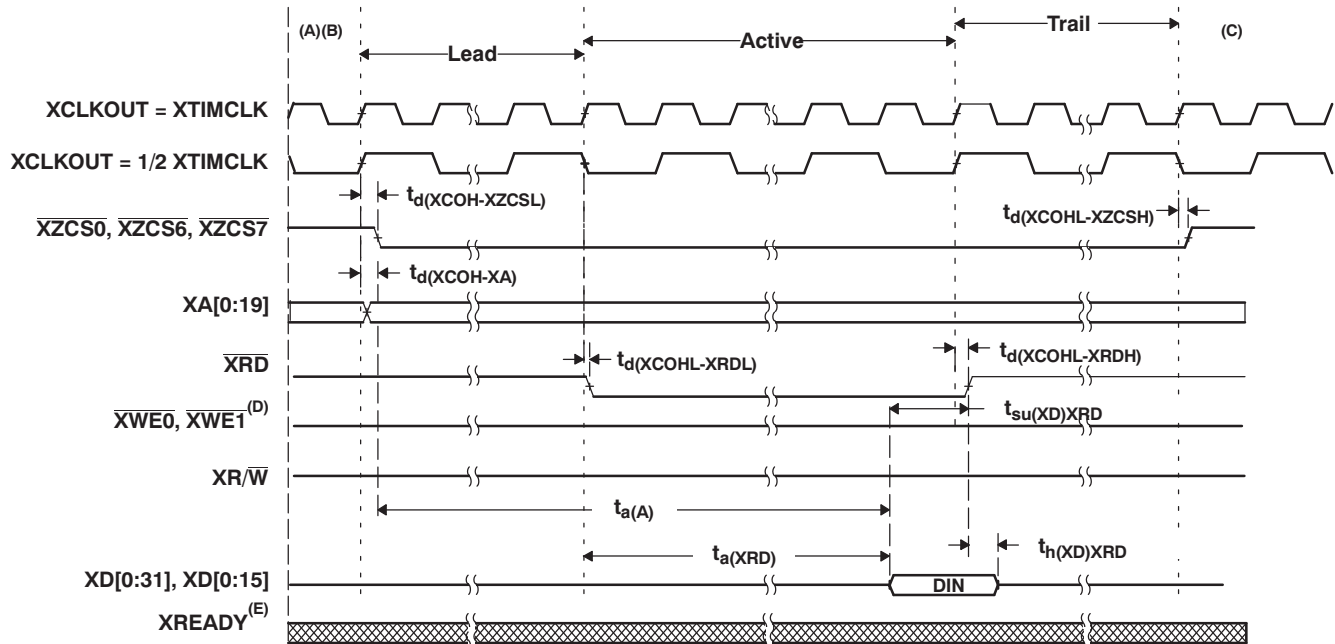 (A)(B)
Lead
Active
Trail
(C)
XCLKOUT = XTIMCLK
XCLKOUT = 1/2 XTIMCLK
td(XCOH-XZCSL)
XZCS0, XZCS6, XZCS7
td(XCOHL-XZCSH)
td(XCOH-XA)
XA[0:19]
XRD
td(XCOHL-XRDL)
td(XCOHL-XRDH)
XWE0, XWE1(D)
tsu(XD)XRD
XR/W
ta(A)
ta(XRD)
th(XD)XRD
XD[0:31], XD[0:15]
DIN
XREADY(E)